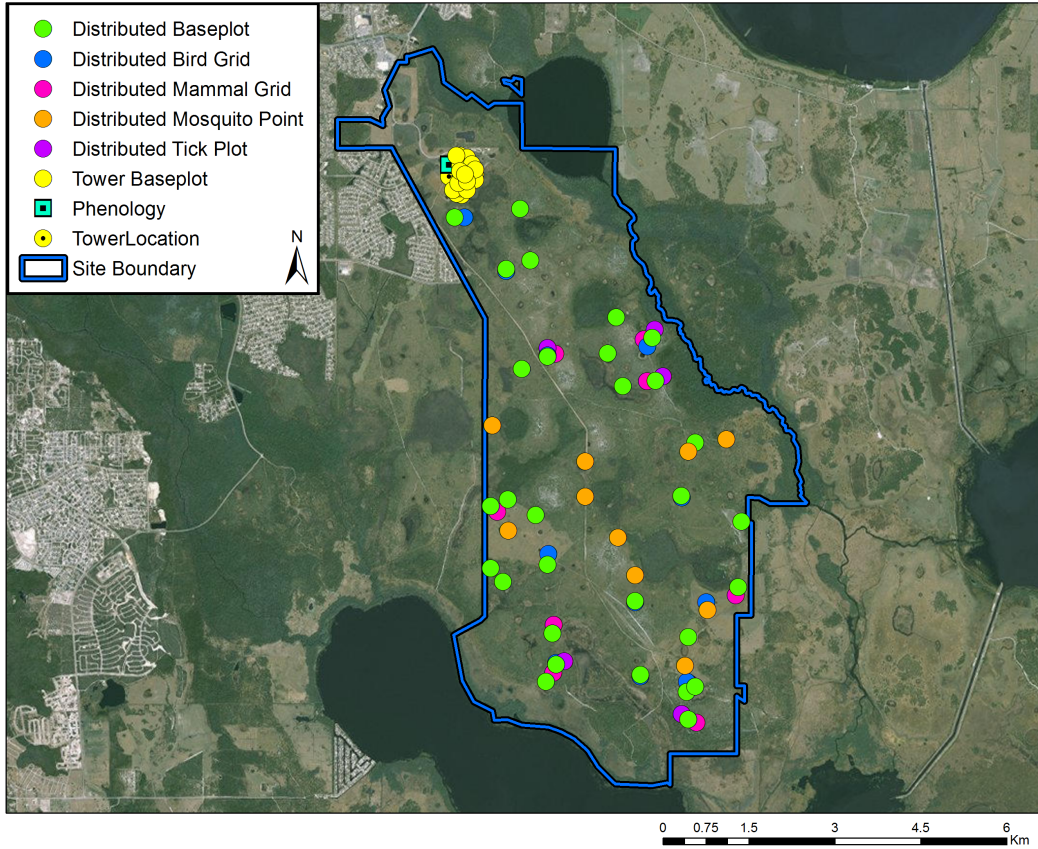 Distributed Baseplot
Distributed Bird Grid
Distributed Mammal Grid
Distributed Mosquito Point
Distributed Tick Plot
Tower Baseplot
Phenology
TowerLocation
Site Boundary
N
0 0.75 1.5 3 4.5 6
Km